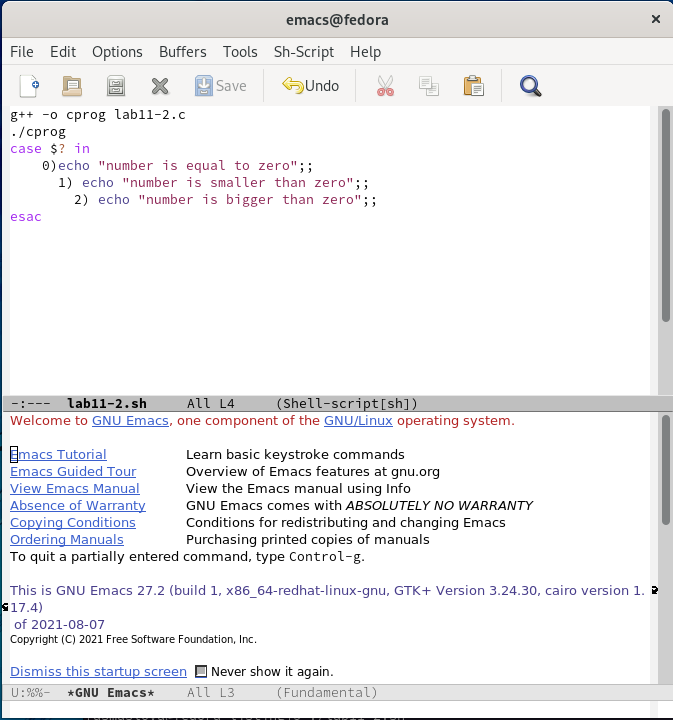 emacs@fedora ×
File Edit Options Buffers Tools Sh-Script Help
Save Undo
g++ -o cprog lab11-2.c
./cprog
case $? in
    0)echo "number is equal to zero";;
      1) echo "number is smaller than zero";;
        2) echo "number is bigger than zero";;
esac
-:---  lab11-2.sh     All L4     (Shell-script[sh])
Welcome to GNU Emacs, one component of the GNU/Linux operating system.
Emacs Tutorial Learn basic keystroke commands
Emacs Guided Tour Overview of Emacs features at gnu.org
View Emacs Manual View the Emacs manual using Info
Absence of Warranty GNU Emacs comes with ABSOLUTELY NO WARRANTY
Copying Conditions Conditions for redistributing and changing Emacs
Ordering Manuals Purchasing printed copies of manuals
To quit a partially entered command, type Control-g.
This is GNU Emacs 27.2 (build 1, x86_64-redhat-linux-gnu, GTK+ Version 3.24.30, cairo version 1.
17.4)
of 2021-08-07
Copyright (C) 2021 Free Software Foundation, Inc.
Dismiss this startup screen Never show it again.
U:%%-  *GNU Emacs*    All L3     (Fundamental)